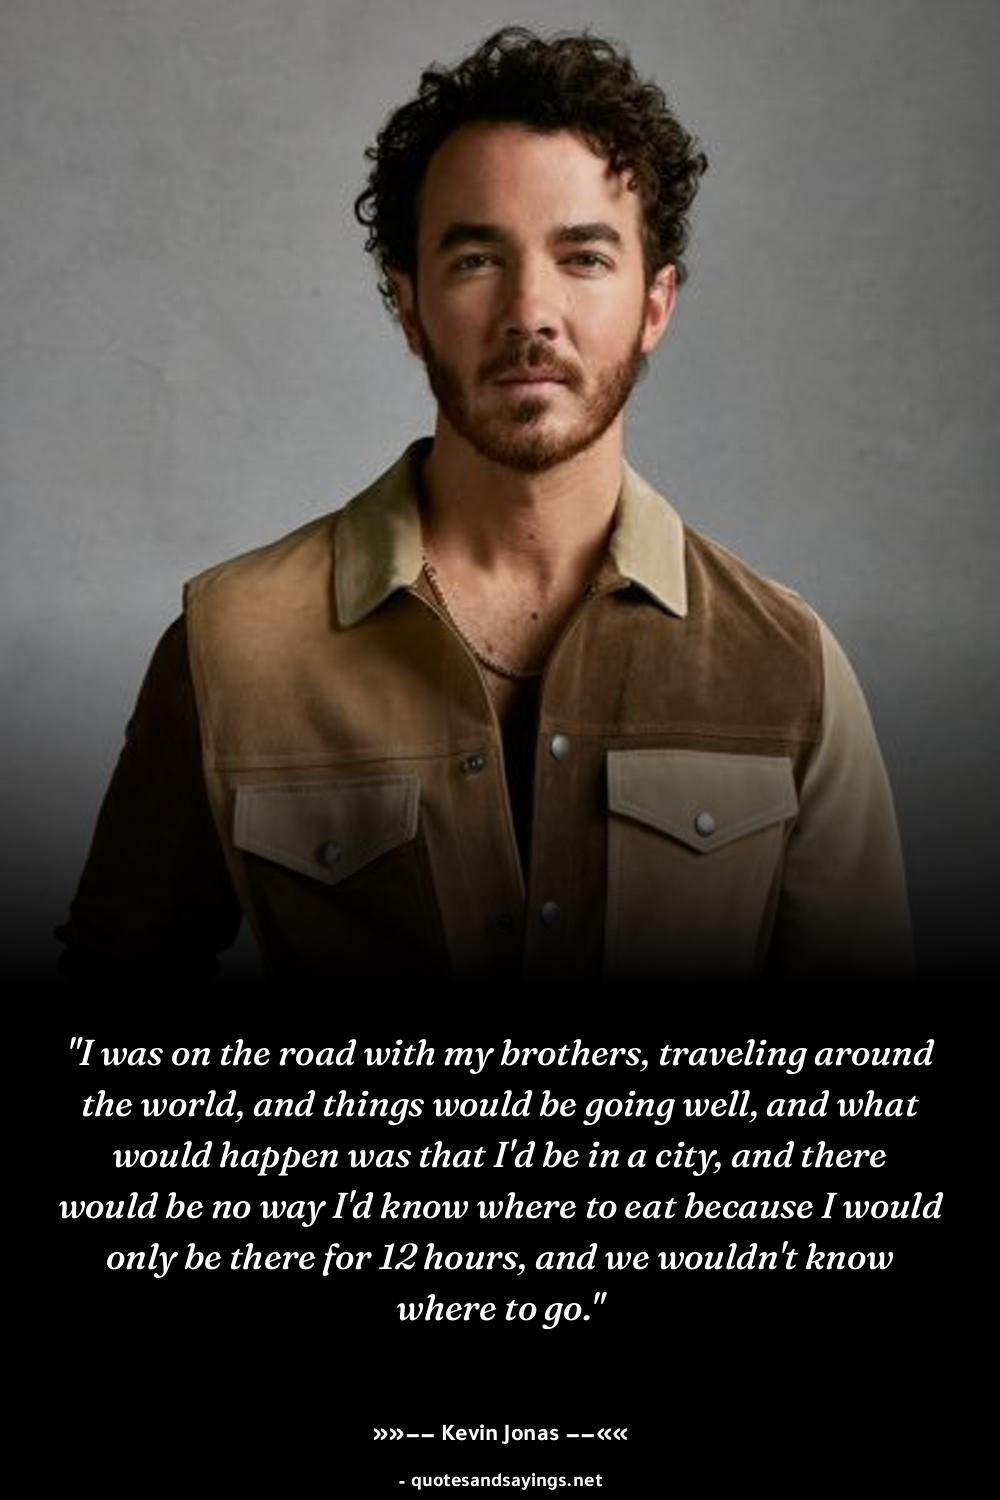 "I was on the road with my brothers, traveling around
the world, and things would be going well, and what
would happen was that I'd be in a city, and there
would be no way I'd know where to eat because I would
only be there for 12 hours, and we wouldn't know
where to go."
»»–– Kevin Jonas ––««
- quotesandsayings.net